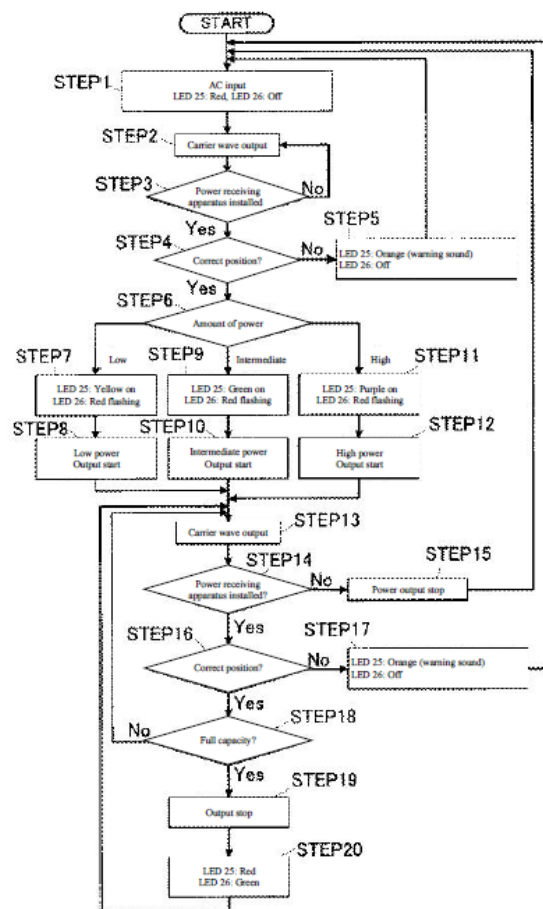 START
STEP1
AC input
LED 25: Red, LED 26: Off
STEP2
Carrier wave output
STEP3
Power receiving
apparatus installed
No
Yes
STEP4
Correct position?
No
STEP5
LED 25: Orange (warning sound)
LED 26: Off
Yes
STEP6
Amount of power
Low
Intermediate
High
STEP7
LED 25: Yellow on
LED 26: Red flashing
STEP9
LED 25: Green on
LED 26: Red flashing
STEP11
LED 25: Purple on
LED 26: Red flashing
STEP8
Low power
Output start
STEP10
Intermediate power
Output start
STEP12
High power
Output start
STEP13
Carrier wave output
STEP14
Power receiving
apparatus installed?
No
STEP15
Power output stop
Yes
STEP16
Correct position?
No
STEP17
LED 25: Orange (warning sound)
LED 26: Off
Yes
STEP18
Full capacity?
No
Yes
STEP19
Output stop
STEP20
LED 25: Red
LED 26: Green